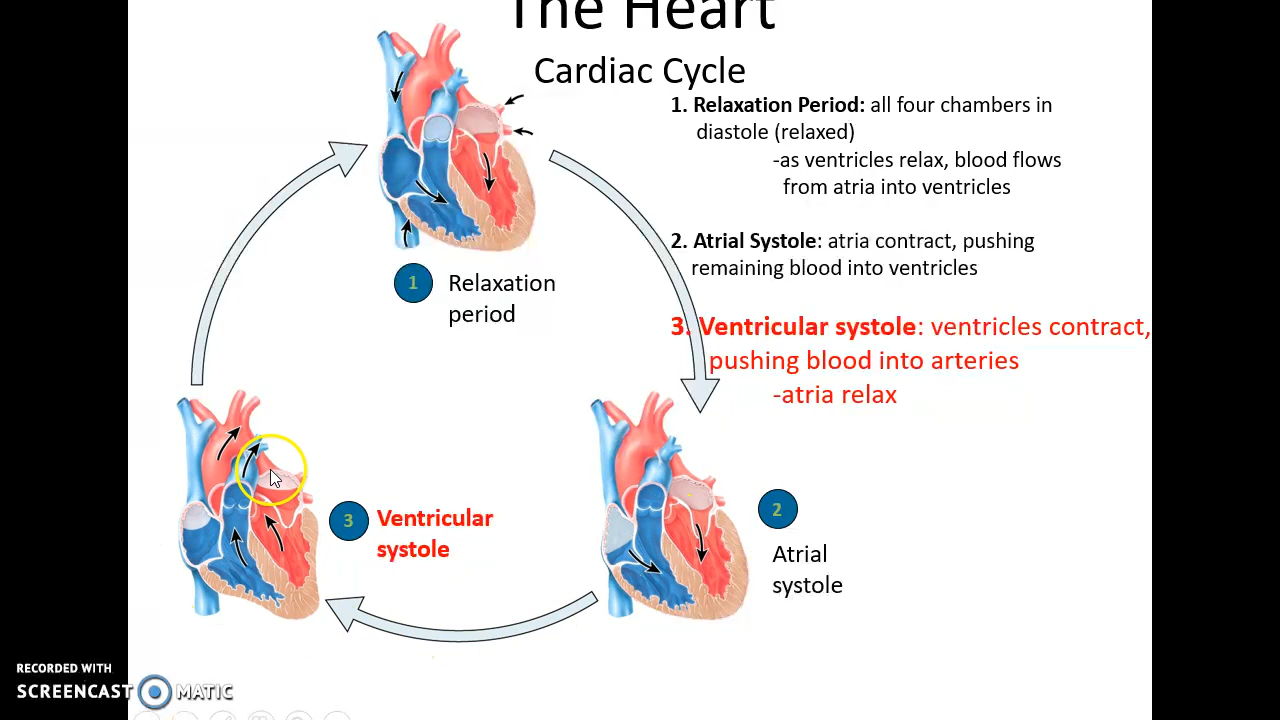 The Heart
Cardiac Cycle
1. Relaxation Period: all four chambers in
diastole (relaxed)
-as ventricles relax, blood flows
from atria into ventricles
2. Atrial Systole: atria contract, pushing
remaining blood into ventricles
3. Ventricular systole: ventricles contract,
pushing blood into arteries
-atria relax
1
Relaxation
period
2
Atrial
systole
3
Ventricular
systole
RECORDED WITH
SCREENCAST MATIC